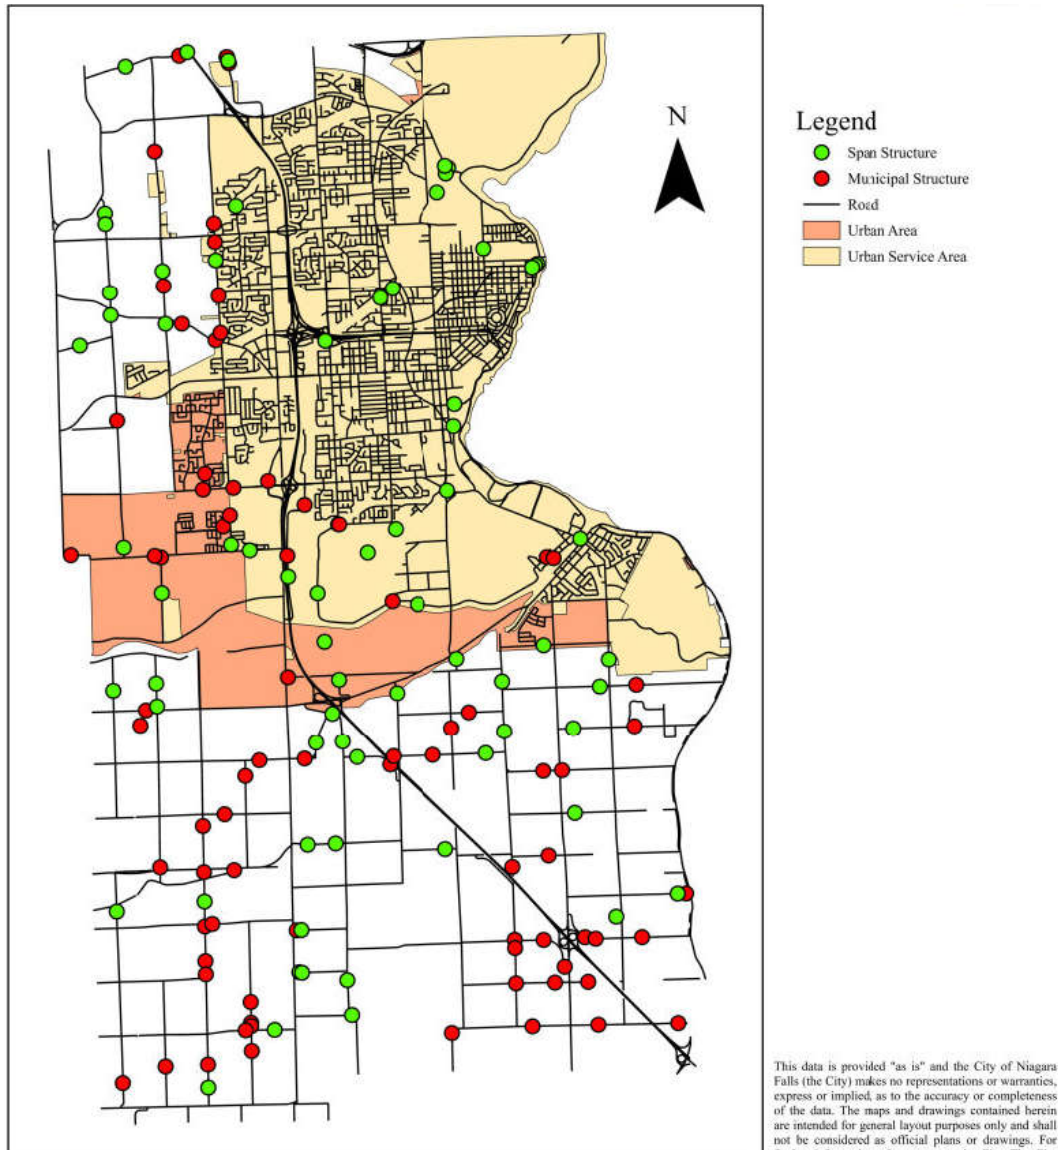 N
Legend
Span Structure
Municipal Structure
Road
Urban Area
Urban Service Area
This data is provided "as is" and the City of Niagara
Falls (the City) makes no representations or warranties,
express or implied, as to the accuracy or completeness
of the data. The maps and drawings contained herein
are intended for general layout purposes only and shall
not be considered as official plans or drawings. For